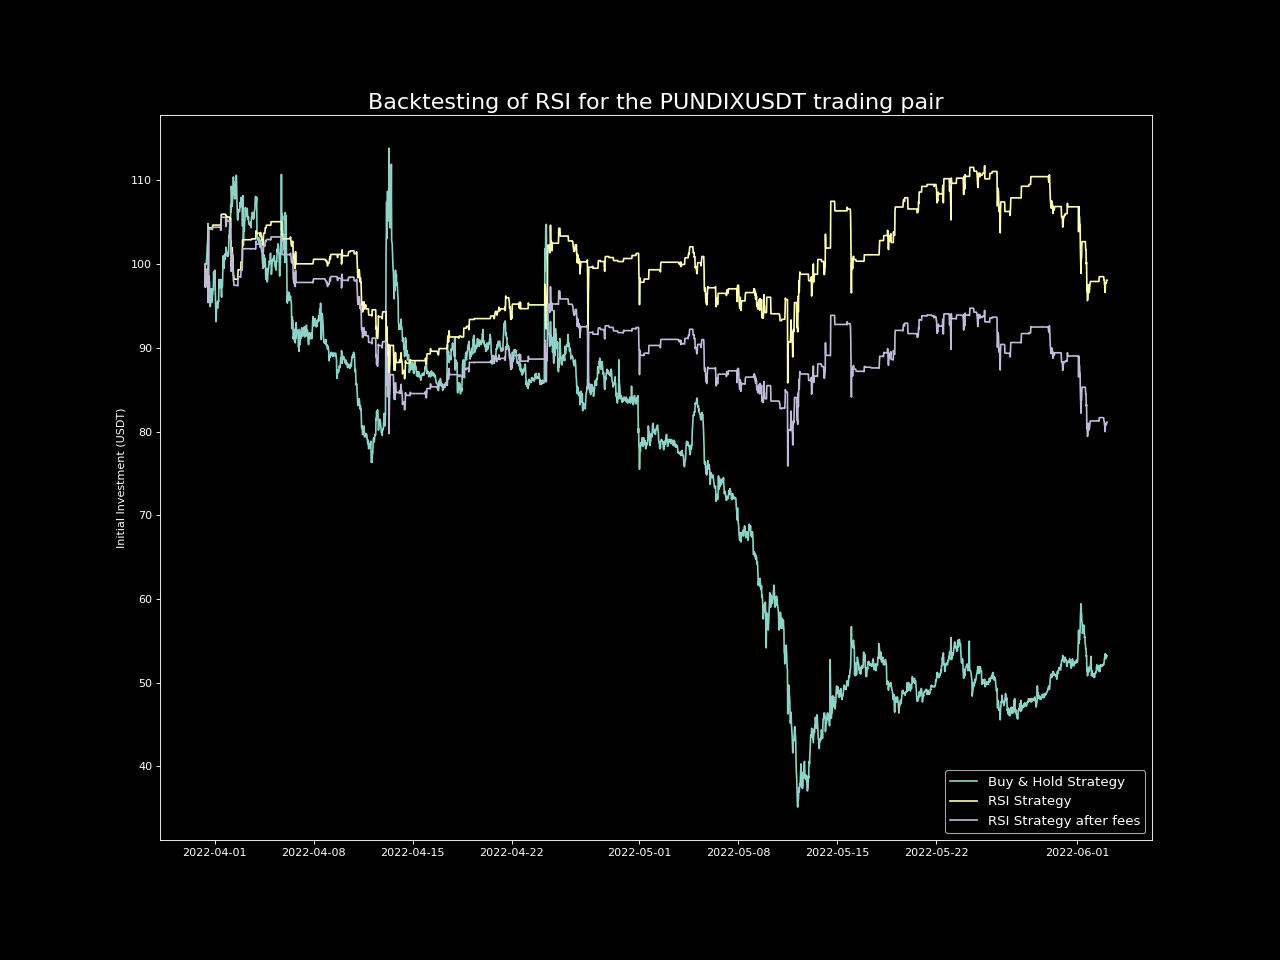 Backtesting of RSI for the PUNDIXUSDT trading pair
Initial Investment (USDT)
110
100
90
80
70
60
50
40
2022-04-01 2022-04-08 2022-04-15 2022-04-22 2022-05-01 2022-05-08 2022-05-15 2022-05-22 2022-06-01
Buy & Hold Strategy
RSI Strategy
RSI Strategy after fees